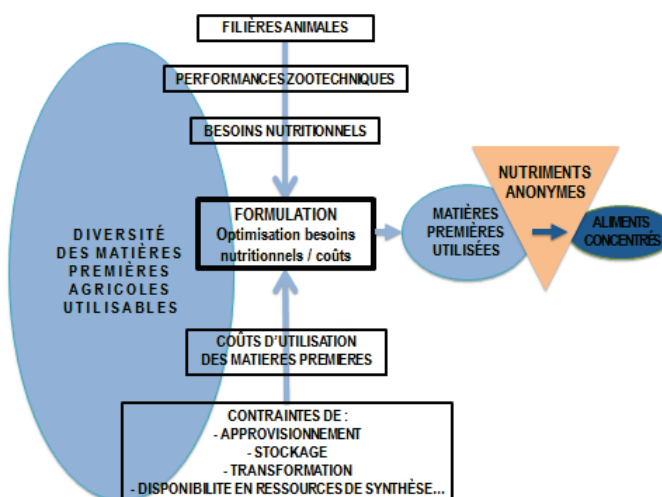 FILIÈRES ANIMALES
PERFORMANCES ZOOTECHNIQUES
BESOINS NUTRITIONNELS
DIVERSITÉ
DES MATIÈRES
PREMIÈRES
AGRICOLES
UTILISABLES
FORMULATION
Optimisation besoins
nutritionnels / coûts
MATIÈRES
PREMIÈRES
UTILISÉES
NUTRIMENTS
ANONYMES
ALIMENTS
CONCENTRÉS
COÛTS D'UTILISATION
DES MATIERES PREMIERES
CONTRAINTES DE :
- APPROVISIONNEMENT
- STOCKAGE
- TRANSFORMATION
- DISPONIBILITE EN RESSOURCES DE SYNTHÈSE...